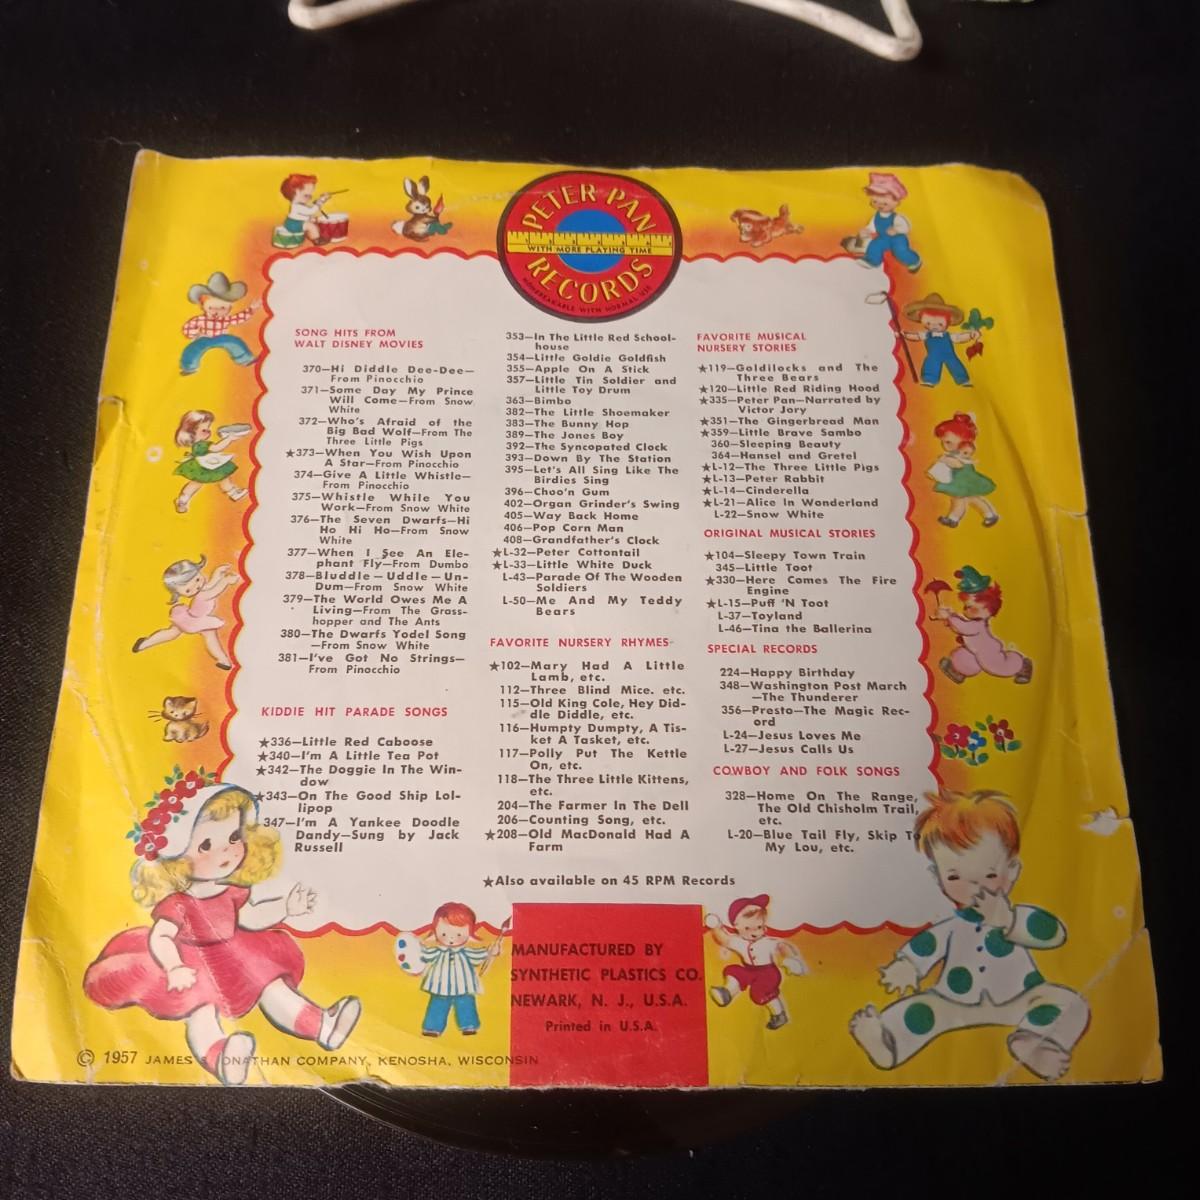 PETER PAN
WITH MORE PLAYING TIME
RECORDS
NONBREAKABLE WITH NORMAL USE
SONG HITS FROM
WALT DISNEY MOVIES
370—Hi Diddle Dee-Dee—
From Pinocchio
371—Some Day My Prince
Will Come—From Snow
White
372—Who's Afraid of the
Big Bad Wolf—From The
Three Little Pigs
★373—When You Wish Upon
A Star—From Pinocchio
374—Give A Little Whistle—
From Pinocchio
375—Whistle While You
Work—From Snow White
376—The Seven Dwarfs—Hi
Ho Hi Ho—From Snow
White
377—When I See An Ele-
phant Fly—From Dumbo
378—Bluddle-Uddle-Un-
Dum—From Snow White
379—The World Owes Me A
Living—From The Grass-
hopper and The Ants
380—The Dwarfs Yodel Song
—From Snow White
381—I've Got No Strings—
From Pinocchio
KIDDIE HIT PARADE SONGS
★336—Little Red Caboose
★340—I'm A Little Tea Pot
★342—The Doggie In The Win-
dow
★343—On The Good Ship Lol-
lipop
347—I'm A Yankee Doodle
Dandy—Sung by Jack
Russell
353—In The Little Red School-
house
354—Little Goldie Goldfish
355—Apple On A Stick
357—Little Tin Soldier and
Little Toy Drum
363—Bimbo
382—The Little Shoemaker
383—The Bunny Hop
389—The Jones Boy
392—The Syncopated Clock
393—Down By The Station
395—Let's All Sing Like The
Birdies Sing
396—Choo'n Gum
402—Organ Grinder's Swing
405—Way Back Home
406—Pop Corn Man
408—Grandfather's Clock
★L-32—Peter Cottontail
★L-33—Little White Duck
L-43—Parade Of The Wooden
Soldiers
L-50—Me And My Teddy
Bears
FAVORITE NURSERY RHYMES
★102—Mary Had A Little
Lamb, etc.
112—Three Blind Mice. etc.
115—Old King Cole, Hey Did-
dle Diddle, etc.
116—Humpty Dumpty, A Tis-
ket A Tasket, etc.
117—Polly Put The Kettle
On, etc.
118—The Three Little Kittens,
etc.
204—The Farmer In The Dell
206—Counting Song, etc.
★208—Old MacDonald Had A
Farm
FAVORITE MUSICAL
NURSERY STORIES
★119—Goldilocks and The
Three Bears
★120—Little Red Riding Hood
★335—Peter Pan—Narrated by
Victor Jory
★351—The Gingerbread Man
★359—Little Brave Sambo
360—Sleeping Beauty
364—Hansel and Gretel
★L-12—The Three Little Pigs
★L-13—Peter Rabbit
★L-14—Cinderella
★L-21—Alice In Wonderland
L-22—Snow White
ORIGINAL MUSICAL STORIES
★104—Sleepy Town Train
345—Little Toot
★330—Here Comes The Fire
Engine
★L-15—Puff 'N Toot
L-37—Toyland
L-46—Tina the Ballerina
SPECIAL RECORDS
224—Happy Birthday
348—Washington Post March
—The Thunderer
356—Presto—The Magic Rec-
ord
L-24—Jesus Loves Me
L-27—Jesus Calls Us
COWBOY AND FOLK SONGS
328—Home On The Range,
The Old Chisholm Trail,
etc.
L-20—Blue Tail Fly, Skip To
My Lou, etc.
★Also available on 45 RPM Records
MANUFACTURED BY
SYNTHETIC PLASTICS CO.
NEWARK, N. J., U.S.A.
Printed in U.S.A.
© 1957 JAMES & JONATHAN COMPANY, KENOSHA, WISCONSIN